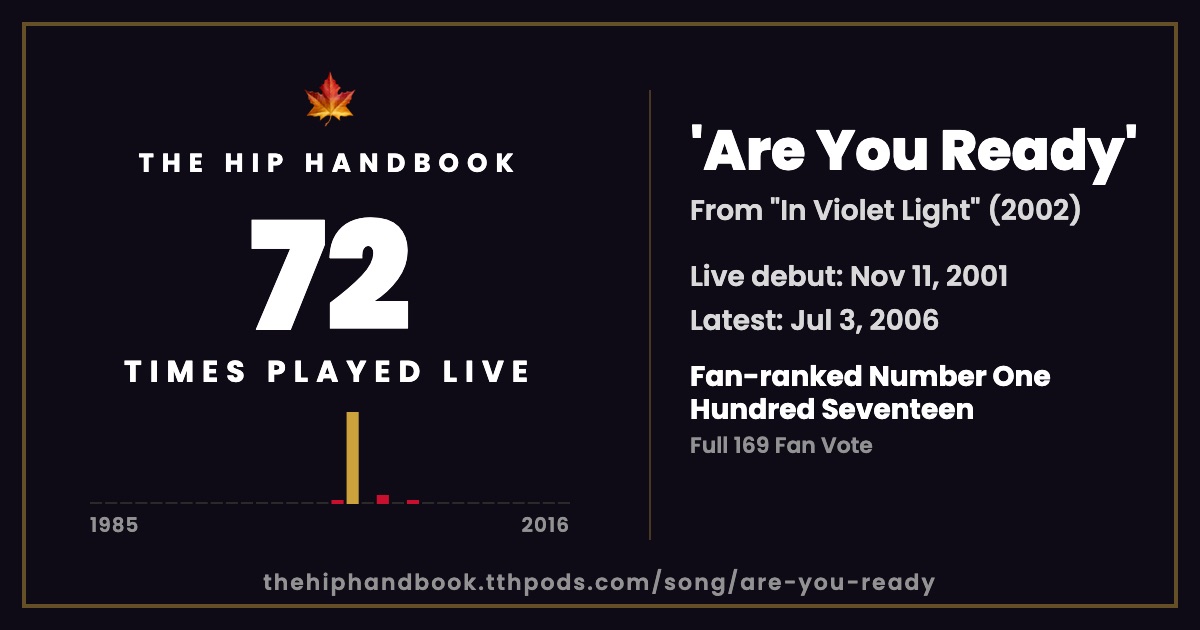 THE HIP HANDBOOK
72
TIMES PLAYED LIVE
1985
2016
'Are You Ready'
From "In Violet Light" (2002)
Live debut: Nov 11, 2001
Latest: Jul 3, 2006
Fan-ranked Number One
Hundred Seventeen
Full 169 Fan Vote
thehiphandbook.tthpods.com/song/are-you-ready